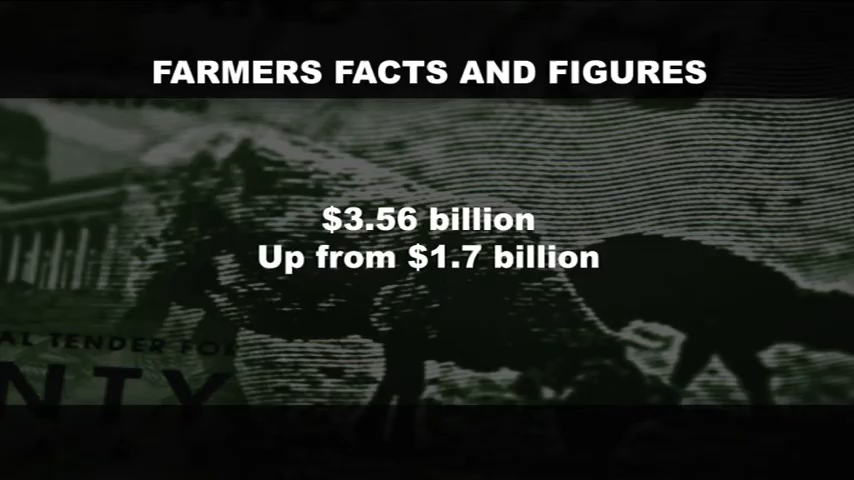 FARMERS FACTS AND FIGURES
$3.56 billion
Up from $1.7 billion
AL TENDER FOR
NTY